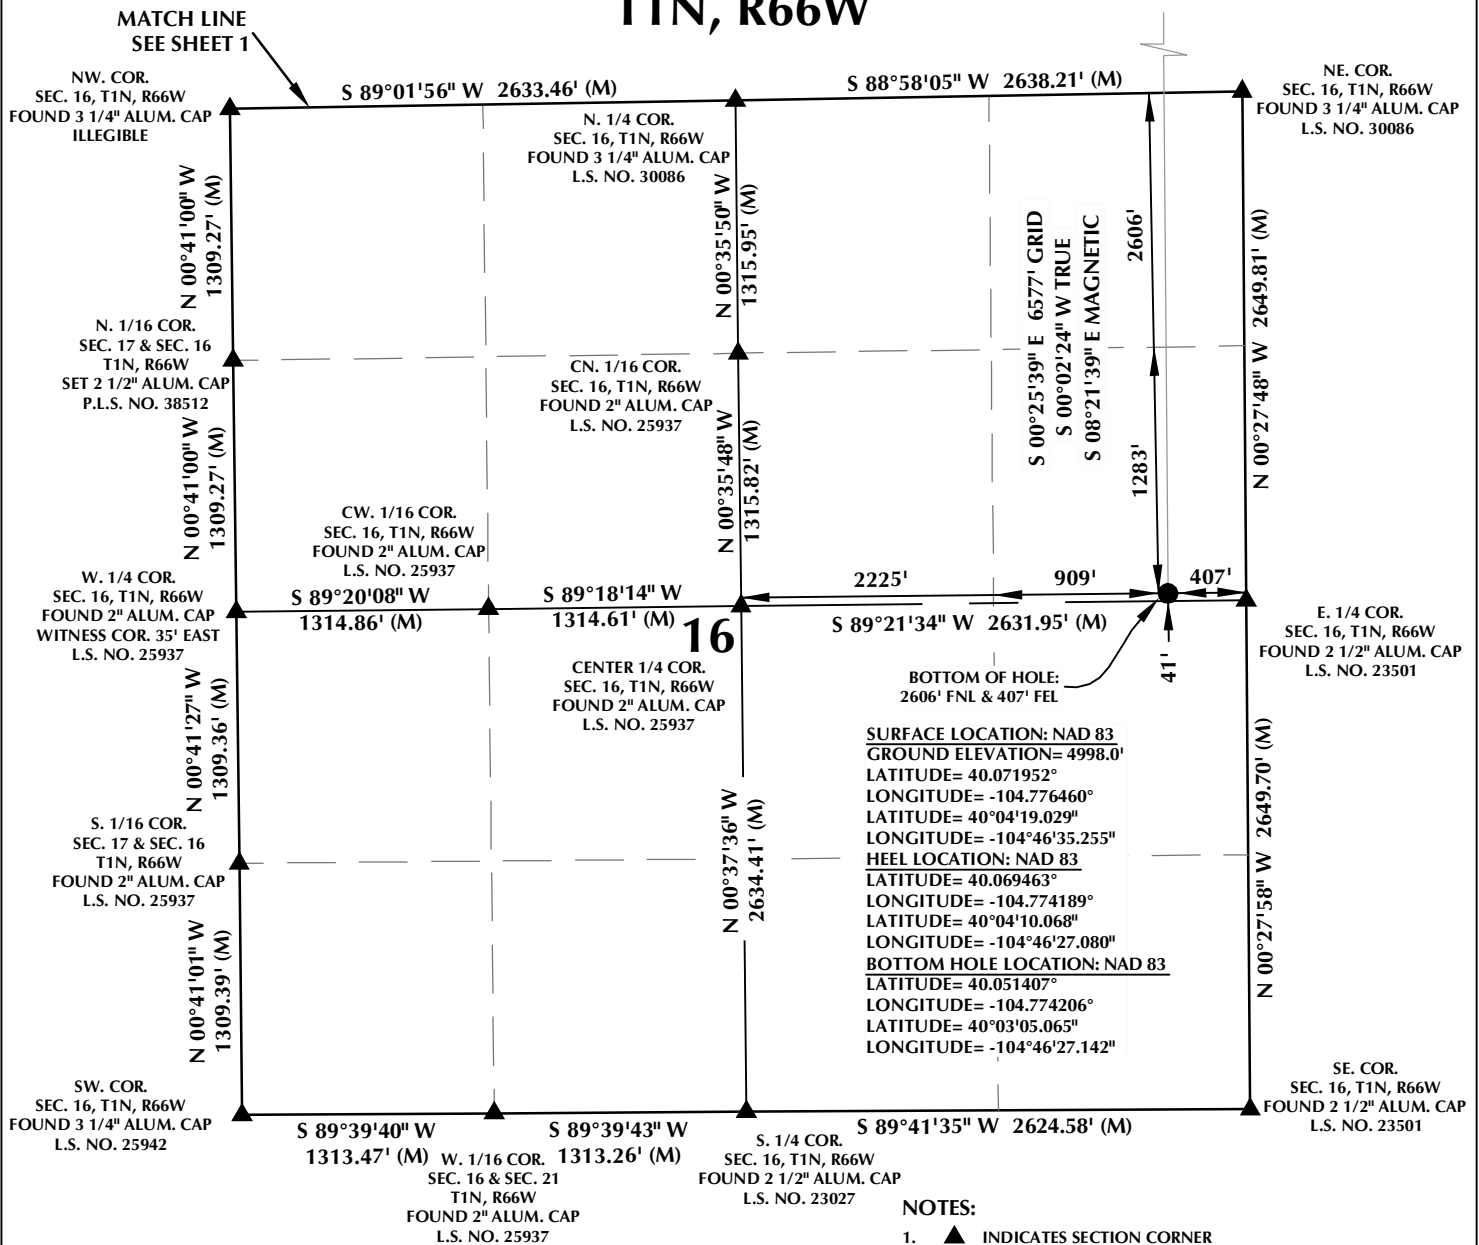 T1N, R66W
MATCH LINE
SEE SHEET 1
NW. COR.
SEC. 16, T1N, R66W
FOUND 3 1/4" ALUM. CAP
ILLEGIBLE
S 89°01'56" W 2633.46' (M)
S 88°58'05" W 2638.21' (M)
NE. COR.
SEC. 16, T1N, R66W
FOUND 3 1/4" ALUM. CAP
L.S. NO. 30086
N. 1/4 COR.
SEC. 16, T1N, R66W
FOUND 3 1/4" ALUM. CAP
L.S. NO. 30086
N 00°41'00" W
1309.27' (M)
N 00°35'50" W
1315.95' (M)
S 00°25'39" E 6577' GRID
S 00°02'24" W TRUE
S 08°21'39" E MAGNETIC
2606'
N 00°27'48" W 2649.81' (M)
N. 1/16 COR.
SEC. 17 & SEC. 16
T1N, R66W
SET 2 1/2" ALUM. CAP
P.L.S. NO. 38512
CN. 1/16 COR.
SEC. 16, T1N, R66W
FOUND 2" ALUM. CAP
L.S. NO. 25937
N 00°41'00" W
1309.27' (M)
N 00°35'48" W
1315.82' (M)
1283'
CW. 1/16 COR.
SEC. 16, T1N, R66W
FOUND 2" ALUM. CAP
L.S. NO. 25937
W. 1/4 COR.
SEC. 16, T1N, R66W
FOUND 2" ALUM. CAP
WITNESS COR. 35' EAST
L.S. NO. 25937
S 89°20'08" W
1314.86' (M)
S 89°18'14" W
1314.61' (M)
2225'
909'
407'
S 89°21'34" W 2631.95' (M)
16
41'
E. 1/4 COR.
SEC. 16, T1N, R66W
FOUND 2 1/2" ALUM. CAP
L.S. NO. 23501
CENTER 1/4 COR.
SEC. 16, T1N, R66W
FOUND 2" ALUM. CAP
L.S. NO. 25937
BOTTOM OF HOLE:
2606' FNL & 407' FEL
N 00°41'27" W
1309.36' (M)
SURFACE LOCATION: NAD 83
GROUND ELEVATION= 4998.0'
LATITUDE= 40.071952°
LONGITUDE= -104.776460°
LATITUDE= 40°04'19.029"
LONGITUDE= -104°46'35.255"
HEEL LOCATION: NAD 83
LATITUDE= 40.069463°
LONGITUDE= -104.774189°
LATITUDE= 40°04'10.068"
LONGITUDE= -104°46'27.080"
BOTTOM HOLE LOCATION: NAD 83
LATITUDE= 40.051407°
LONGITUDE= -104.774206°
LATITUDE= 40°03'05.065"
LONGITUDE= -104°46'27.142"
N 00°37'36" W
2634.41' (M)
N 00°27'58" W 2649.70' (M)
S. 1/16 COR.
SEC. 17 & SEC. 16
T1N, R66W
FOUND 2" ALUM. CAP
L.S. NO. 25937
N 00°41'01" W
1309.39' (M)
SW. COR.
SEC. 16, T1N, R66W
FOUND 3 1/4" ALUM. CAP
L.S. NO. 25942
S 89°39'40" W
1313.47' (M)
S 89°39'43" W
1313.26' (M)
S 89°41'35" W 2624.58' (M)
SE. COR.
SEC. 16, T1N, R66W
FOUND 2 1/2" ALUM. CAP
L.S. NO. 23501
W. 1/16 COR.
SEC. 16 & SEC. 21
T1N, R66W
FOUND 2" ALUM. CAP
L.S. NO. 25937
S. 1/4 COR.
SEC. 16, T1N, R66W
FOUND 2 1/2" ALUM. CAP
L.S. NO. 23027
NOTES:
1. INDICATES SECTION CORNER